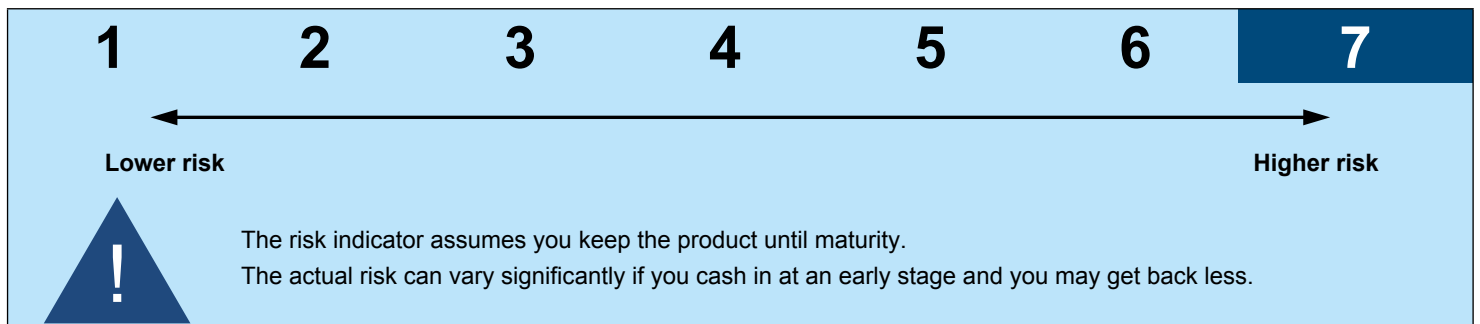 1 2 3 4 5 6 7
Lower risk Higher risk
!
The risk indicator assumes you keep the product until maturity.
The actual risk can vary significantly if you cash in at an early stage and you may get back less.